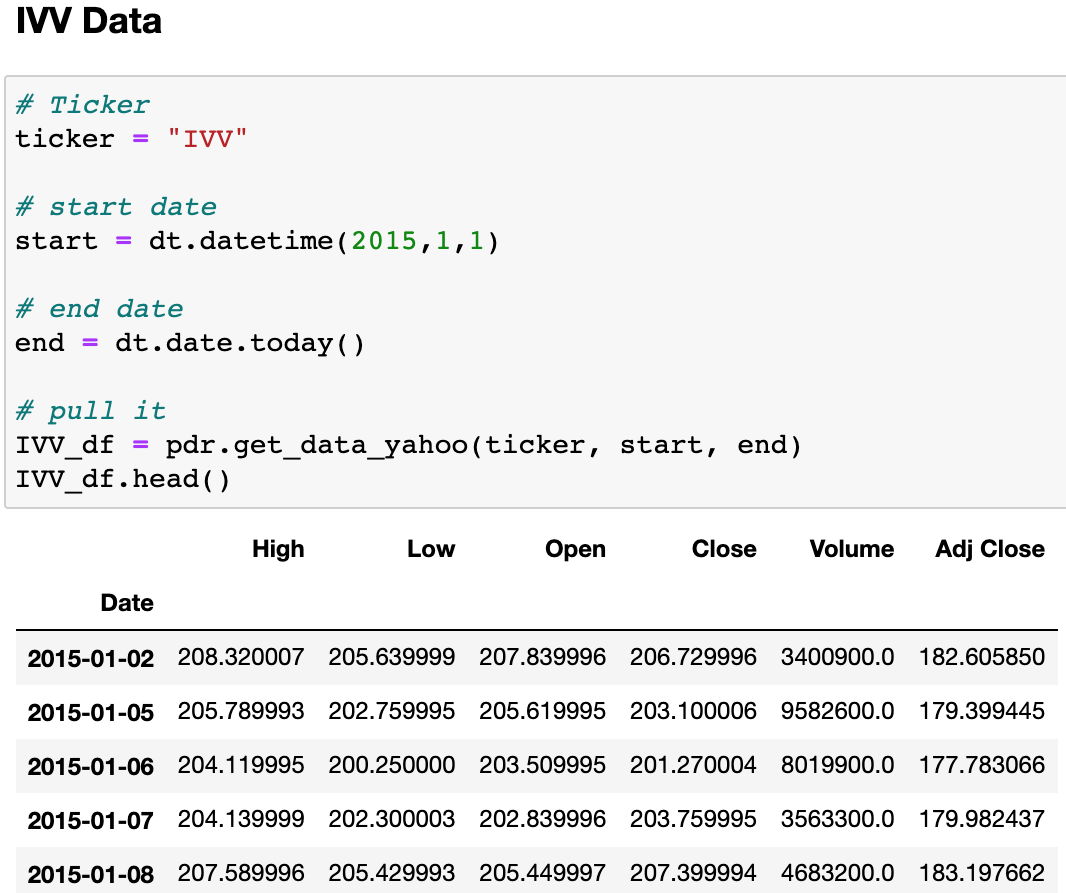 IVV Data
# Ticker
ticker = "IVV"
# start date
start = dt.datetime(2015,1,1)
# end date
end = dt.date.today()
# pull it
IVV_df = pdr.get_data_yahoo(ticker, start, end)
IVV_df.head()
High Low Open Close Volume Adj Close
Date
2015-01-02 208.320007 205.639999 207.839996 206.729996 3400900.0 182.605850
2015-01-05 205.789993 202.759995 205.619995 203.100006 9582600.0 179.399445
2015-01-06 204.119995 200.250000 203.509995 201.270004 8019900.0 177.783066
2015-01-07 204.139999 202.300003 202.839996 203.759995 3563300.0 179.982437
2015-01-08 207.589996 205.429993 205.449997 207.399994 4683200.0 183.197662